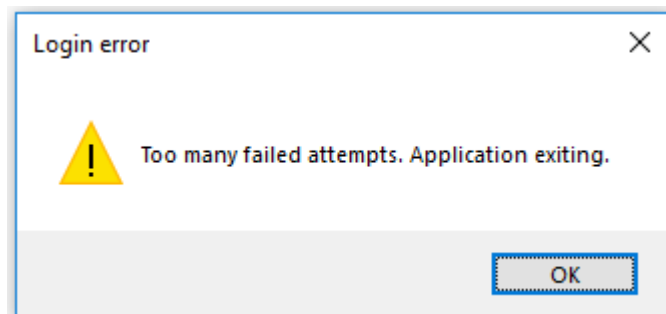 Login error
Too many failed attempts. Application exiting.
OK